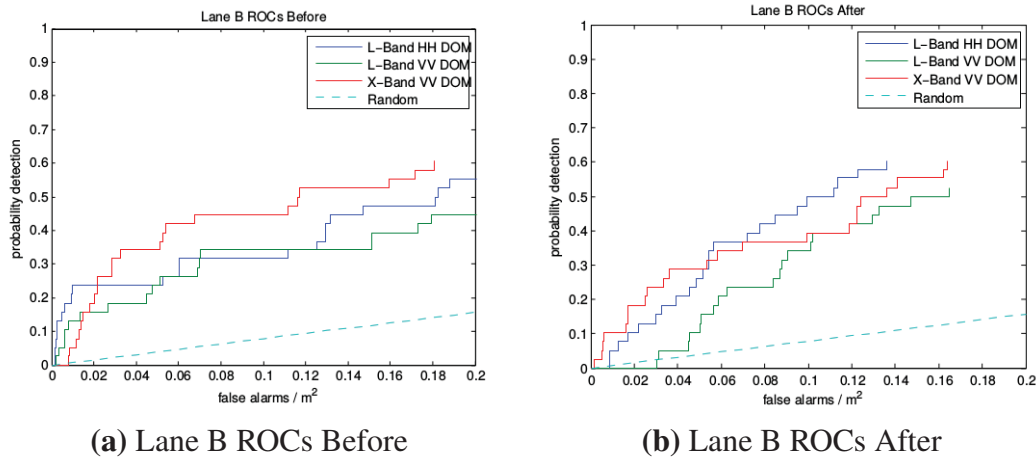 Lane B ROCs Before
1
0.9
0.8
0.7
0.6
0.5
0.4
0.3
0.2
0.1
0
probability detection
L-Band HH DOM
L-Band VV DOM
X-Band VV DOM
Random
0 0.02 0.04 0.06 0.08 0.1 0.12 0.14 0.16 0.18 0.2
false alarms / m²
(a) Lane B ROCs Before
Lane B ROCs After
1
0.9
0.8
0.7
0.6
0.5
0.4
0.3
0.2
0.1
0
probability detection
L-Band HH DOM
L-Band VV DOM
X-Band VV DOM
Random
0 0.02 0.04 0.06 0.08 0.1 0.12 0.14 0.16 0.18 0.2
false alarms / m²
(b) Lane B ROCs After